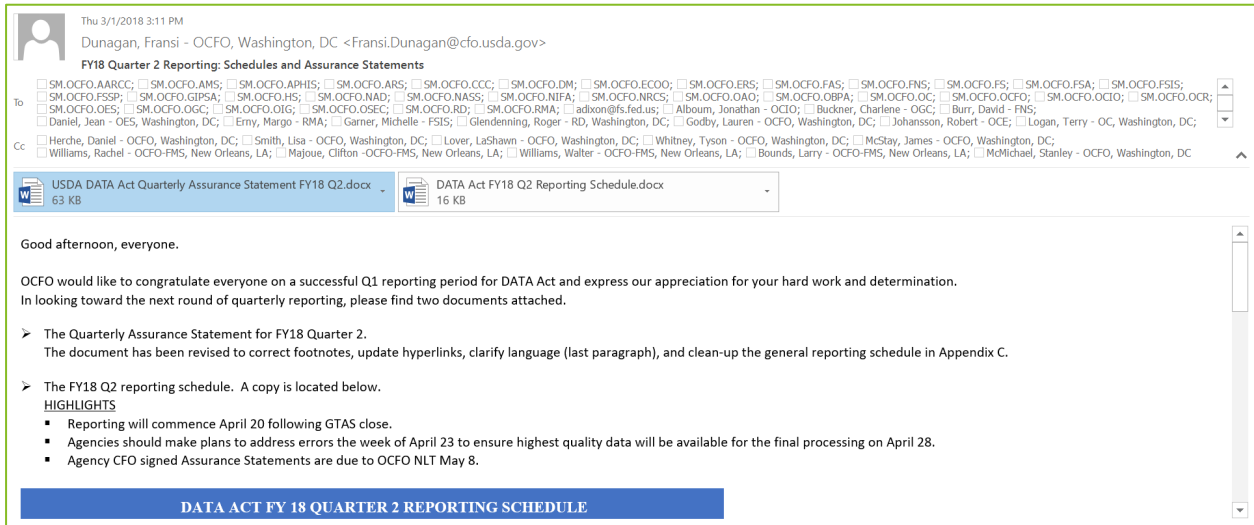 Thu 3/1/2018 3:11 PM
Dunagan, Fransi - OCFO, Washington, DC <Fransi.Dunagan@cfo.usda.gov>
FY18 Quarter 2 Reporting: Schedules and Assurance Statements
SM.OCFO.AARCC; SM.OCFO.AMS; SM.OCFO.APHIS; SM.OCFO.ARS; SM.OCFO.CCC; SM.OCFO.DM; SM.OCFO.ECOO; SM.OCFO.ERS; SM.OCFO.FAS; SM.OCFO.FNS; SM.OCFO.FS; SM.OCFO.FSA; SM.OCFO.FSIS;
To SM.OCFO.FSSP; SM.OCFO.GIPSA; SM.OCFO.HS; SM.OCFO.NAD; SM.OCFO.NASS; SM.OCFO.NIFA; SM.OCFO.NRCS; SM.OCFO.OAO; SM.OCFO.OBPA; SM.OCFO.OC; SM.OCFO.OCFO; SM.OCFO.OCIO; SM.OCFO.OCR;
SM.OCFO.OES; SM.OCFO.OGC; SM.OCFO.OIG; SM.OCFO.OSEC; SM.OCFO.RD; SM.OCFO.RMA; adixon@fs.fed.us; Alboum, Jonathan - OCIO; Buckner, Charlene - OGC; Burr, David - FNS;
Daniel, Jean - OES, Washington, DC; Erny, Margo - RMA; Garner, Michelle - FSIS; Glendenning, Roger - RD, Washington, DC; Godby, Lauren - OCFO, Washington, DC; Johansson, Robert - OCE; Logan, Terry - OC, Washington, DC;
Cc Herche, Daniel - OCFO, Washington, DC; Smith, Lisa - OCFO, Washington, DC; Lover, LaShawn - OCFO, Washington, DC; Whitney, Tyson - OCFO, Washington, DC; McStay, James - OCFO, Washington, DC;
Williams, Rachel - OCFO-FMS, New Orleans, LA; Majoue, Clifton -OCFO-FMS, New Orleans, LA; Williams, Walter - OCFO-FMS, New Orleans, LA; Bounds, Larry - OCFO-FMS, New Orleans, LA; McMichael, Stanley - OCFO, Washington, DC
USDA DATA Act Quarterly Assurance Statement FY18 Q2.docx
63 KB
DATA Act FY18 Q2 Reporting Schedule.docx
16 KB
Good afternoon, everyone.
OCFO would like to congratulate everyone on a successful Q1 reporting period for DATA Act and express our appreciation for your hard work and determination.
In looking toward the next round of quarterly reporting, please find two documents attached.
➢ The Quarterly Assurance Statement for FY18 Quarter 2.
The document has been revised to correct footnotes, update hyperlinks, clarify language (last paragraph), and clean-up the general reporting schedule in Appendix C.
➢ The FY18 Q2 reporting schedule. A copy is located below.
HIGHLIGHTS
▪ Reporting will commence April 20 following GTAS close.
▪ Agencies should make plans to address errors the week of April 23 to ensure highest quality data will be available for the final processing on April 28.
▪ Agency CFO signed Assurance Statements are due to OCFO NLT May 8.
DATA ACT FY 18 QUARTER 2 REPORTING SCHEDULE